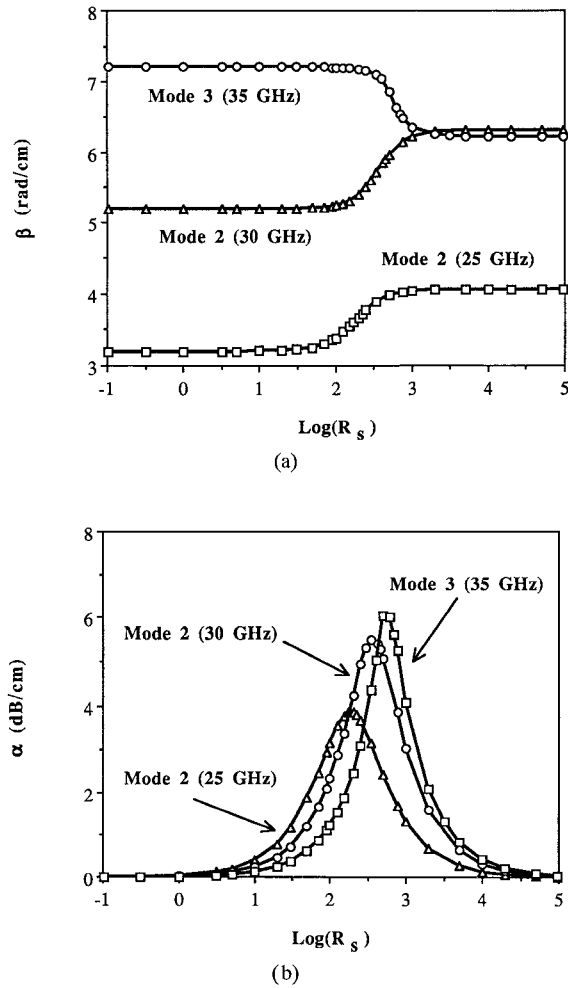 8
7
6
5
4
3
β (rad/cm)
Mode 3 (35 GHz)
Mode 2 (30 GHz)
Mode 2 (25 GHz)
-1 0 1 2 3 4 5
Log(R s )
(a)
8
6
4
2
0
α (dB/cm)
Mode 3 (35 GHz)
Mode 2 (30 GHz)
Mode 2 (25 GHz)
-1 0 1 2 3 4 5
Log(R s )
(b)